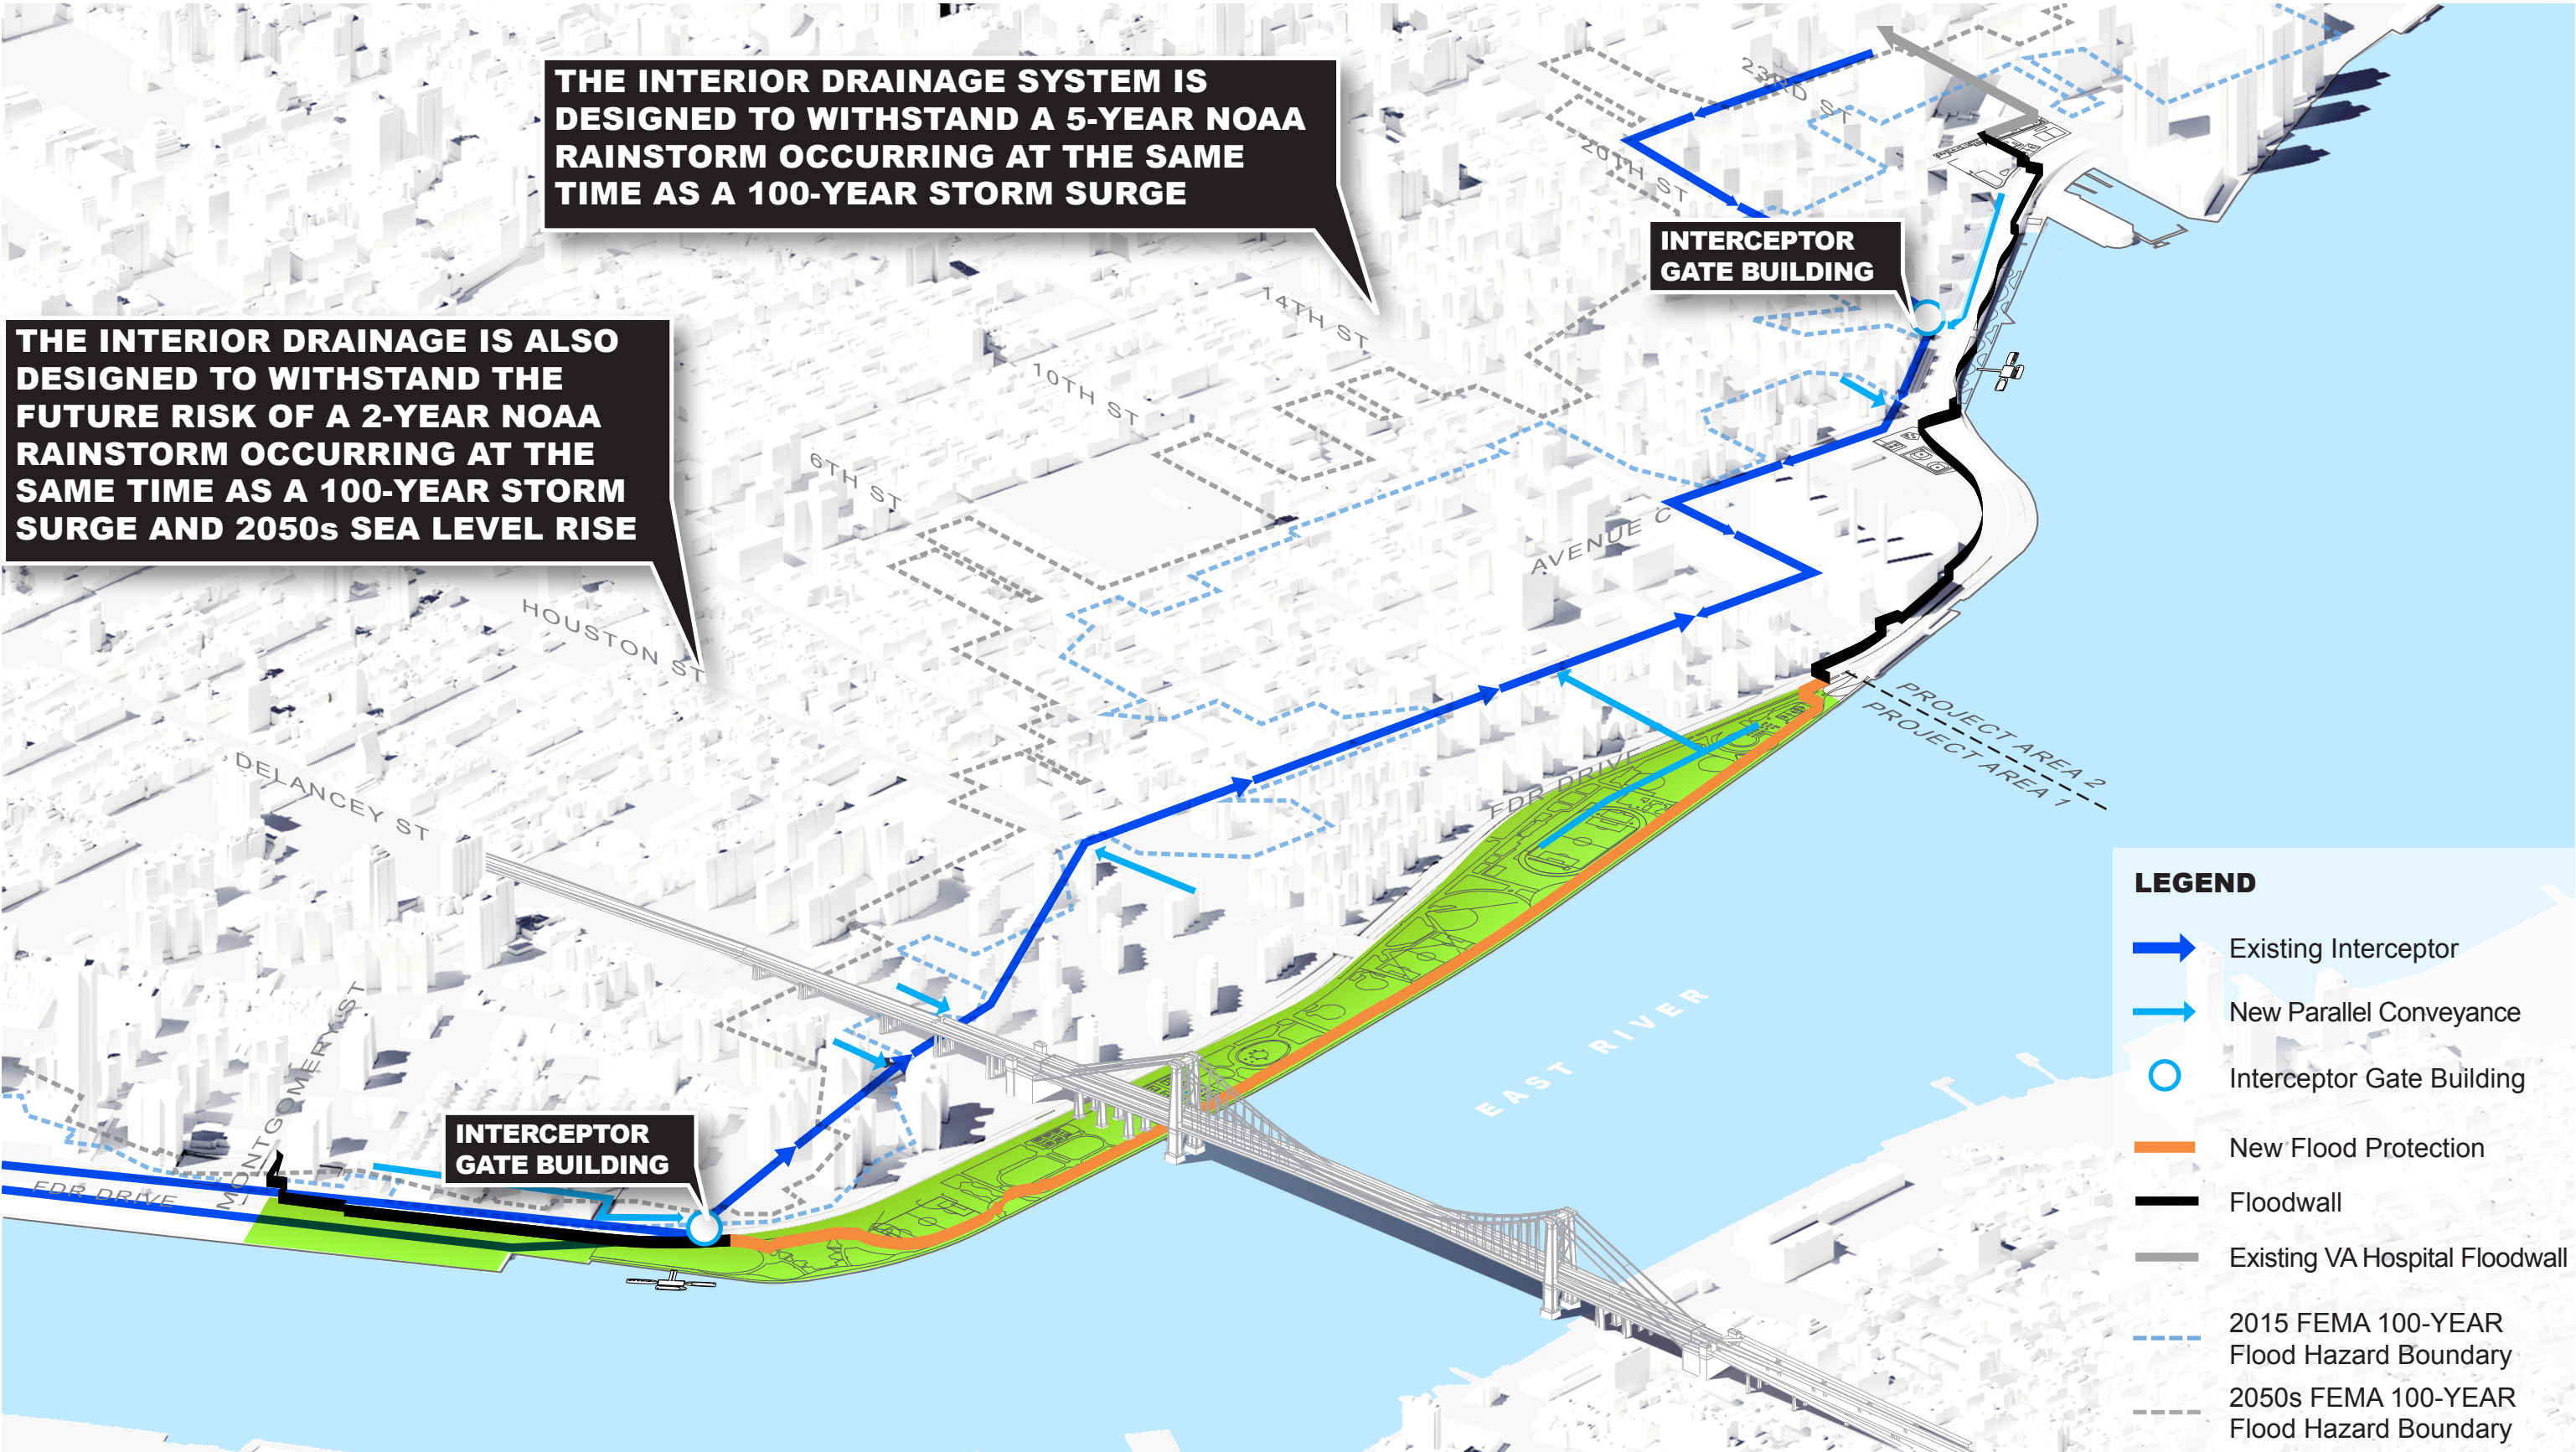 THE INTERIOR DRAINAGE SYSTEM IS
DESIGNED TO WITHSTAND A 5-YEAR NOAA
RAINSTORM OCCURRING AT THE SAME
TIME AS A 100-YEAR STORM SURGE
23RD ST
20TH ST
INTERCEPTOR
GATE BUILDING
14TH ST
THE INTERIOR DRAINAGE IS ALSO
DESIGNED TO WITHSTAND THE
FUTURE RISK OF A 2-YEAR NOAA
RAINSTORM OCCURRING AT THE
SAME TIME AS A 100-YEAR STORM
SURGE AND 2050s SEA LEVEL RISE
10TH ST
6TH ST
AVENUE C
HOUSTON ST
DELANCEY ST
FDR DRIVE
PROJECT AREA 2
PROJECT AREA 1
EAST RIVER
MONTGOMERY ST
INTERCEPTOR
GATE BUILDING
FDR DRIVE
LEGEND
Existing Interceptor
New Parallel Conveyance
Interceptor Gate Building
New Flood Protection
Floodwall
Existing VA Hospital Floodwall
2015 FEMA 100-YEAR
Flood Hazard Boundary
2050s FEMA 100-YEAR
Flood Hazard Boundary